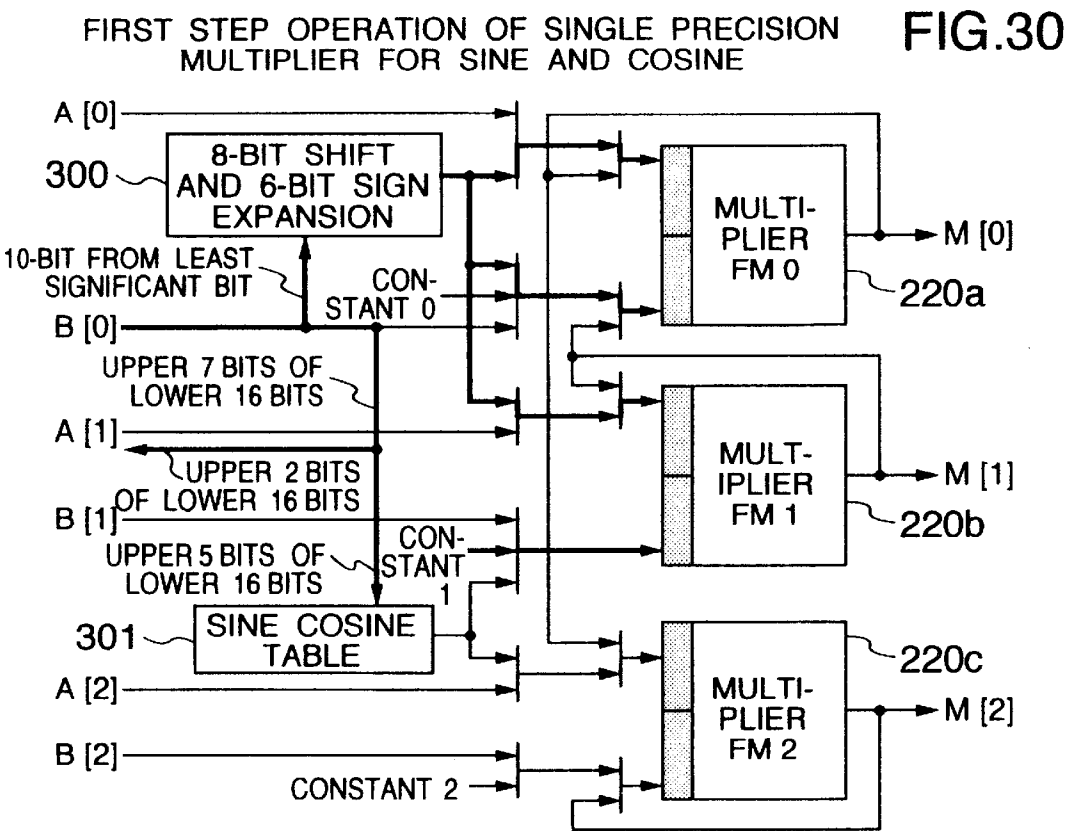 FIRST STEP OPERATION OF SINGLE PRECISION
MULTIPLIER FOR SINE AND COSINE
FIG.30
A [0]
300
8-BIT SHIFT
AND 6-BIT SIGN
EXPANSION
10-BIT FROM LEAST
SIGNIFICANT BIT
CON-
STANT 0
B [0]
MULTI-
PLIER
FM 0
M [0]
220a
UPPER 7 BITS OF
LOWER 16 BITS
A [1]
UPPER 2 BITS
OF LOWER 16 BITS
B [1]
MULT-
IPLIER
FM 1
M [1]
220b
UPPER 5 BITS OF
LOWER 16 BITS
CON-
STANT
1
301
SINE COSINE
TABLE
A [2]
220c
MULTI-
PLIER
FM 2
M [2]
B [2]
CONSTANT 2